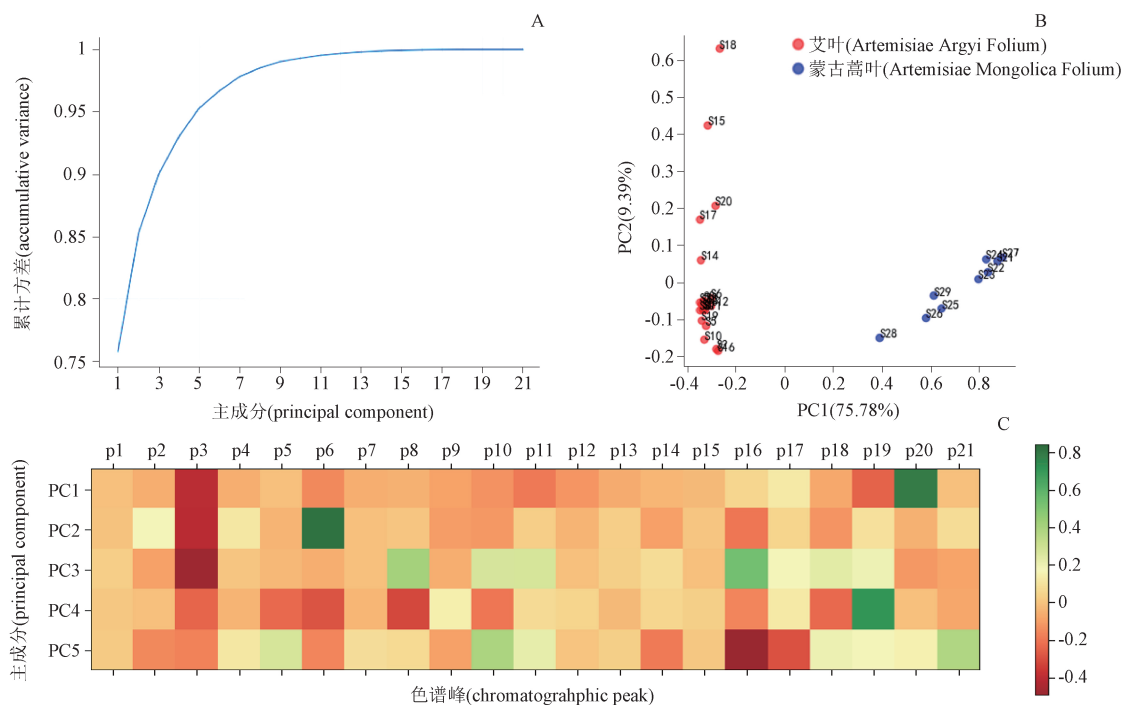 A
1
0.95
0.9
0.85
0.8
0.75
1 3 5 7 9 11 13 15 17 19 21
累计方差(accumulative variance)
主成分(principal component)
B
艾叶(Artemisiae Argyi Folium)
蒙古蒿叶(Artemisiae Mongolica Folium)
0.6
0.5
0.4
0.3
0.2
0.1
0
-0.1
-0.2
-0.4 -0.2 0 0.2 0.4 0.6 0.8
PC2(9.39%)
PC1(75.78%)
S18
S15
S20
S17
S14
S6
S19
S5
S10
S24
S27
S22
S23
S29
S25
S26
S28
C
p1 p2 p3 p4 p5 p6 p7 p8 p9 p10 p11 p12 p13 p14 p15 p16 p17 p18 p19 p20 p21
PC1
PC2
PC3
PC4
PC5
主成分(principal component)
色谱峰(chromatograhphic peak)
0.8
0.6
0.4
0.2
0
-0.2
-0.4